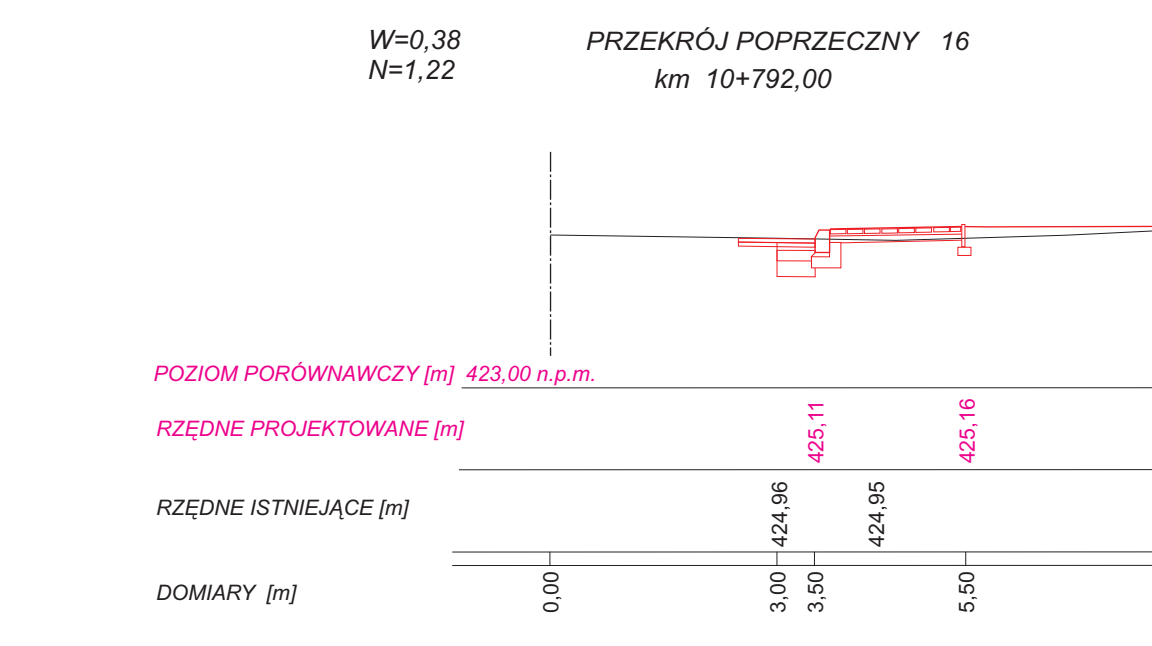 W=0,38
N=1,22
PRZEKRÓJ POPRZECZNY 16
km 10+792,00
POZIOM PORÓWNAWCZY [m] 423,00 n.p.m.
RZĘDNE PROJEKTOWANE [m] 425,11 425,16
RZĘDNE ISTNIEJĄCE [m] 424,96 424,95
DOMIARY [m] 0,00 3,00 3,50 5,50